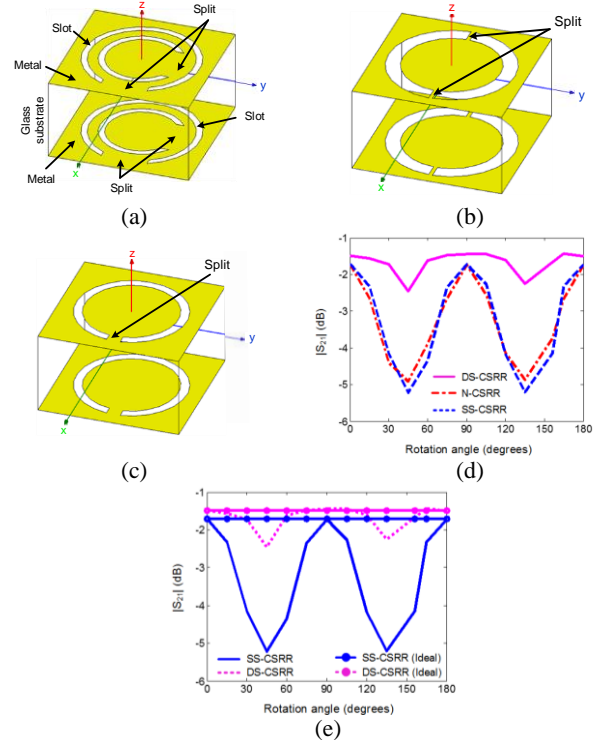 z
Split
Slot
Metal
y
Glass
substrate
Slot
Metal
x
Split
(a)
z
Split
y
x
(b)
z
Split
y
x
(c)
-1
-2
-3
-4
-5
-6
|S21| (dB)
DS-CSRR
N-CSRR
SS-CSRR
0 30 60 90 120 150 180
Rotation angle (degrees)
(d)
-1
-2
-3
-4
-5
-6
|S21| (dB)
SS-CSRR SS-CSRR (Ideal)
DS-CSRR DS-CSRR (Ideal)
0 30 60 90 120 150 180
Rotation angle (degrees)
(e)